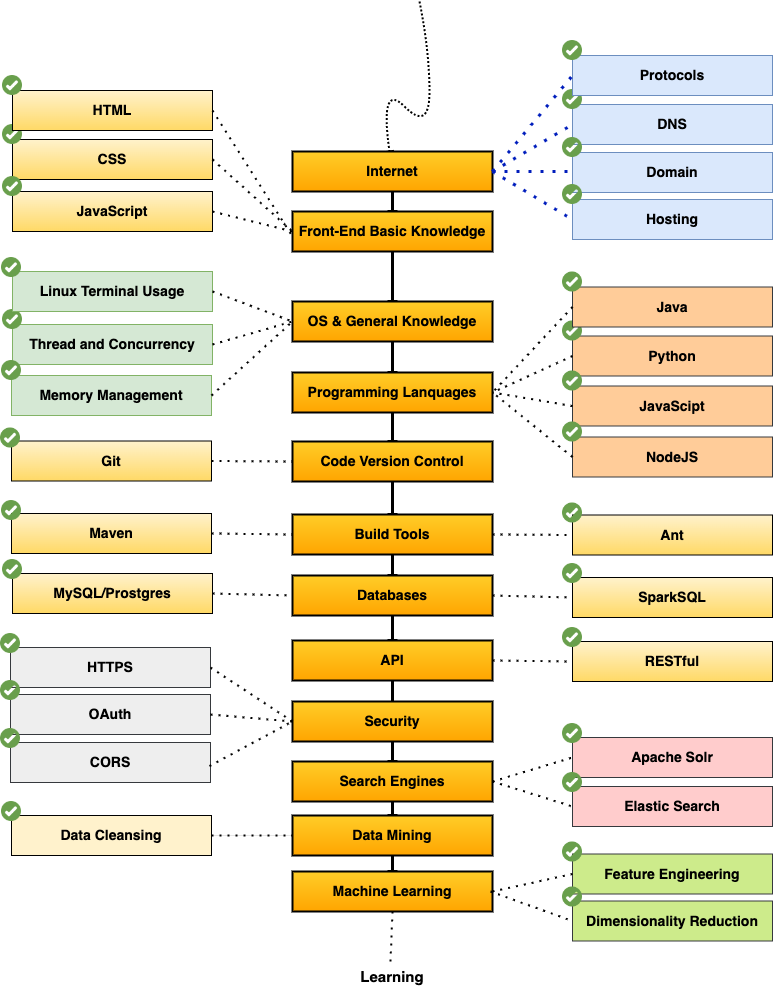 Protocols
HTML
DNS
CSS
Internet
Domain
JavaScript
Hosting
Front-End Basic Knowledge
Linux Terminal Usage
Java
OS & General Knowledge
Thread and Concurrency
Python
Memory Management
Programming Lanquages
JavaScipt
Git
Code Version Control
NodeJS
Maven
Build Tools
Ant
MySQL/Prostgres
Databases
SparkSQL
HTTPS
API
RESTful
OAuth
Security
CORS
Search Engines
Apache Solr
Elastic Search
Data Cleansing
Data Mining
Feature Engineering
Machine Learning
Dimensionality Reduction
Learning